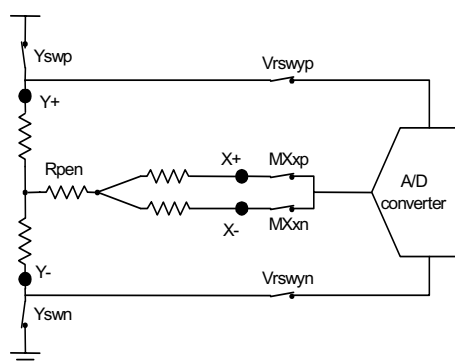 Yswp
Vrswyp
Y+
Rpen
X+
MXxp
A/D
converter
X-
MXxn
Y-
Vrswyn
Yswn